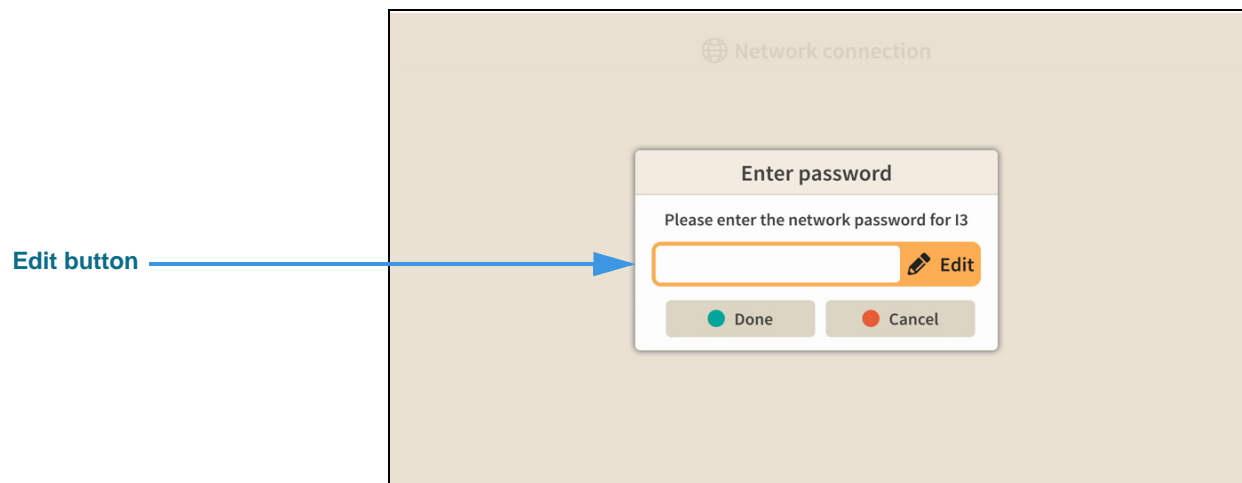 Network connection
Enter password
Please enter the network password for I3
Edit button
Edit
Done
Cancel